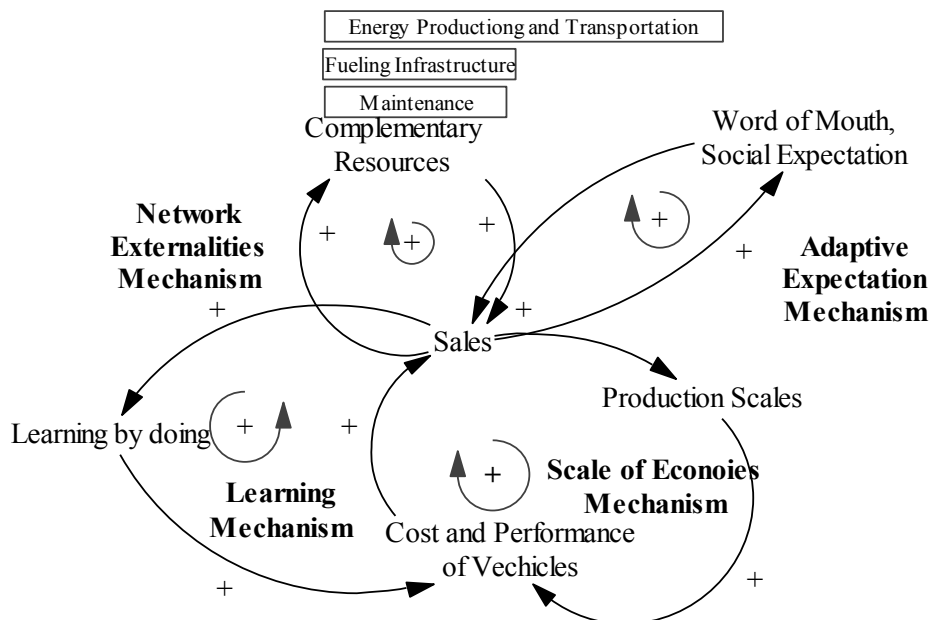 Energy Productiong and Transportation
Fueling Infrastructure
Maintenance
Complementary
Resources
Word of Mouth,
Social Expectation
+
+
+
+
+
Network
Externalities
Mechanism
Adaptive
Expectation
Mechanism
+
+
Sales
Production Scales
Learning by doing
+
+
+
Learning
Mechanism
Scale of Econoies
Mechanism
Cost and Performance
of Vechicles
+
+